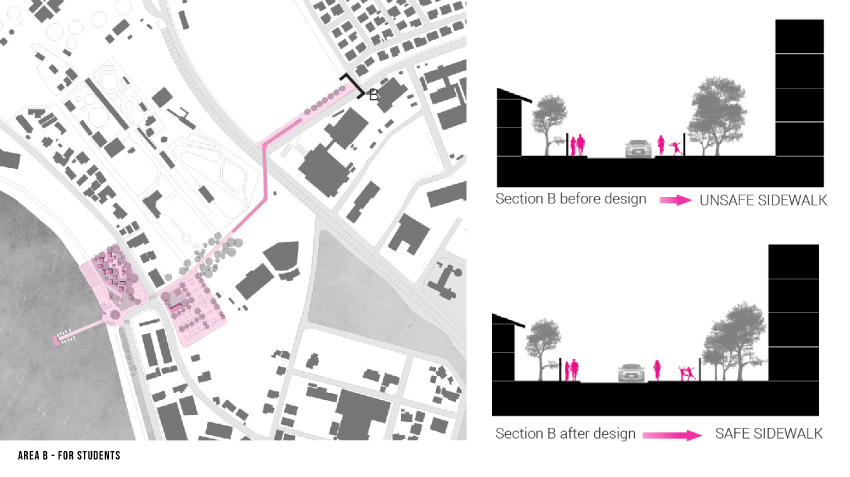 B
Section B before design
UNSAFE SIDEWALK
Section B after design
SAFE SIDEWALK
AREA B - FOR STUDENTS